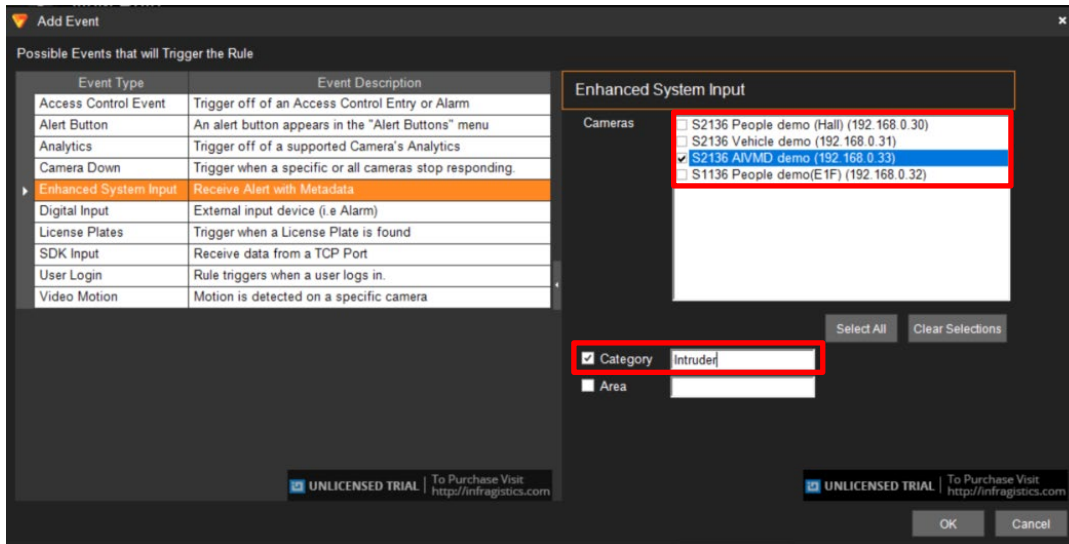 Add Event
Possible Events that will Trigger the Rule
Event Type Event Description
Access Control Event Trigger off of an Access Control Entry or Alarm
Alert Button An alert button appears in the "Alert Buttons" menu
Analytics Trigger off of a supported Camera's Analytics
Camera Down Trigger when a specific or all cameras stop responding.
Enhanced System Input Receive Alert with Metadata
Digital Input External input device (i.e Alarm)
License Plates Trigger when a License Plate is found
SDK Input Receive data from a TCP Port
User Login Rule triggers when a user logs in.
Video Motion Motion is detected on a specific camera
UNLICENSED TRIAL To Purchase Visit
http://infragistics.com
Enhanced System Input
Cameras
S2136 People demo (Hall) (192.168.0.30)
S2136 Vehicle demo (192.168.0.31)
S2136 AIVMD demo (192.168.0.33)
S1136 People demo(E1F) (192.168.0.32)
Select All Clear Selections
Category Intruder
Area
UNLICENSED TRIAL To Purchase Visit
http://infragistics.com
OK Cancel